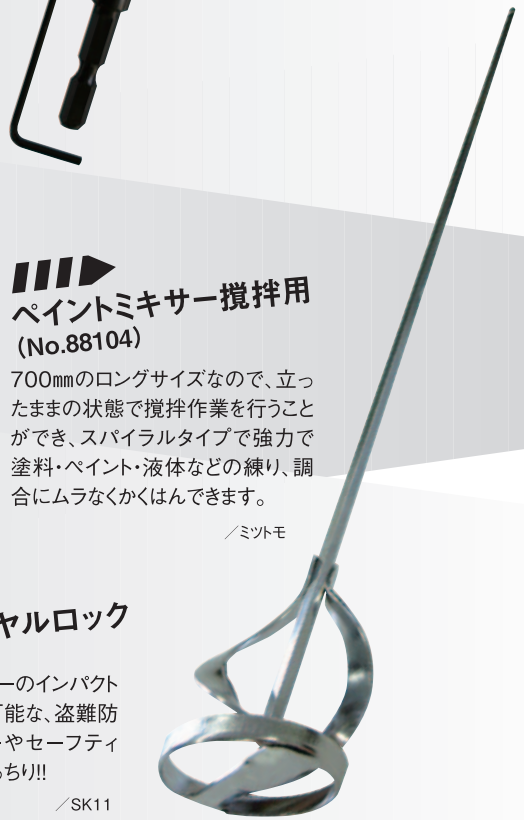 ペイントミキサー攪拌用
(No.88104)
700㎜のロングサイズなので、立っ
たままの状態で攪拌作業を行うこと
ができ、スパイラルタイプで強力で
塗料・ペイント・液体などの練り、調
合にムラなくかくはんできます。
／ミツトモ
ヤルロック
ーのインパクト
可能な、盗難防
ーやセーフティ
っちり!!
／SK11